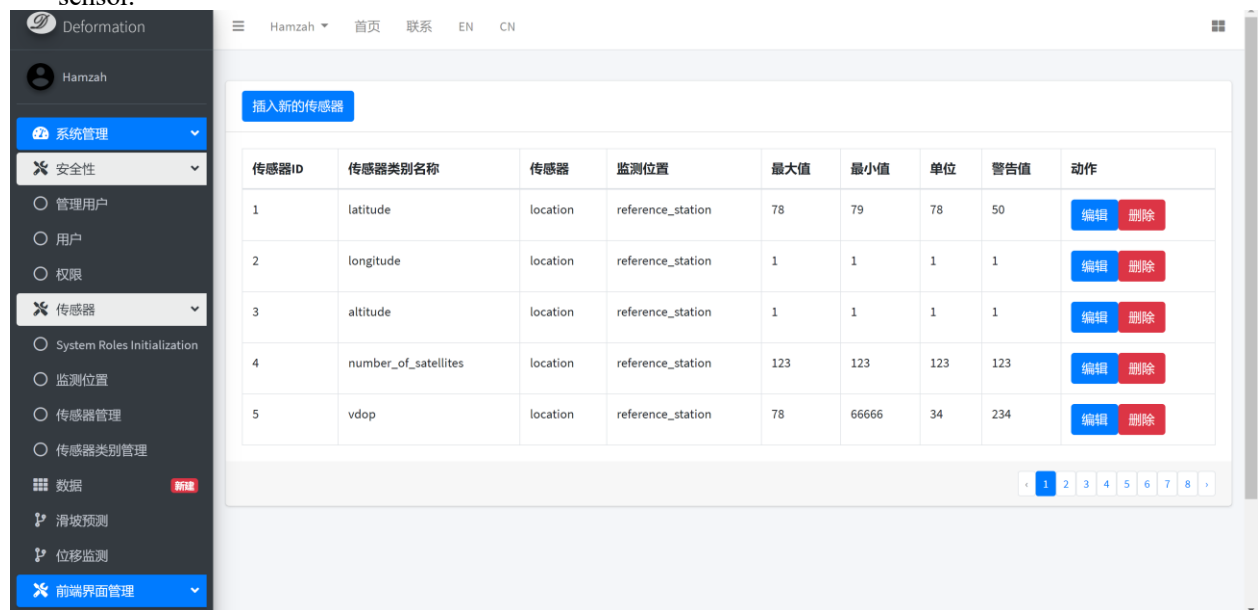 sensor.
Deformation
Hamzah 首页 联系 EN CN
Hamzah
系统管理
安全性
管理用户
用户
权限
传感器
System Roles Initialization
监测位置
传感器管理
传感器类别管理
数据 新建
滑坡预测
位移监测
前端界面管理
插入新的传感器
传感器ID 传感器类别名称 传感器 监测位置 最大值 最小值 单位 警告值 动作
1 latitude location reference_station 78 79 78 50 编辑 删除
2 longitude location reference_station 1 1 1 1 编辑 删除
3 altitude location reference_station 1 1 1 1 编辑 删除
4 number_of_satellites location reference_station 123 123 123 123 编辑 删除
5 vdop location reference_station 78 66666 34 234 编辑 删除
‹ 1 2 3 4 5 6 7 8 ›